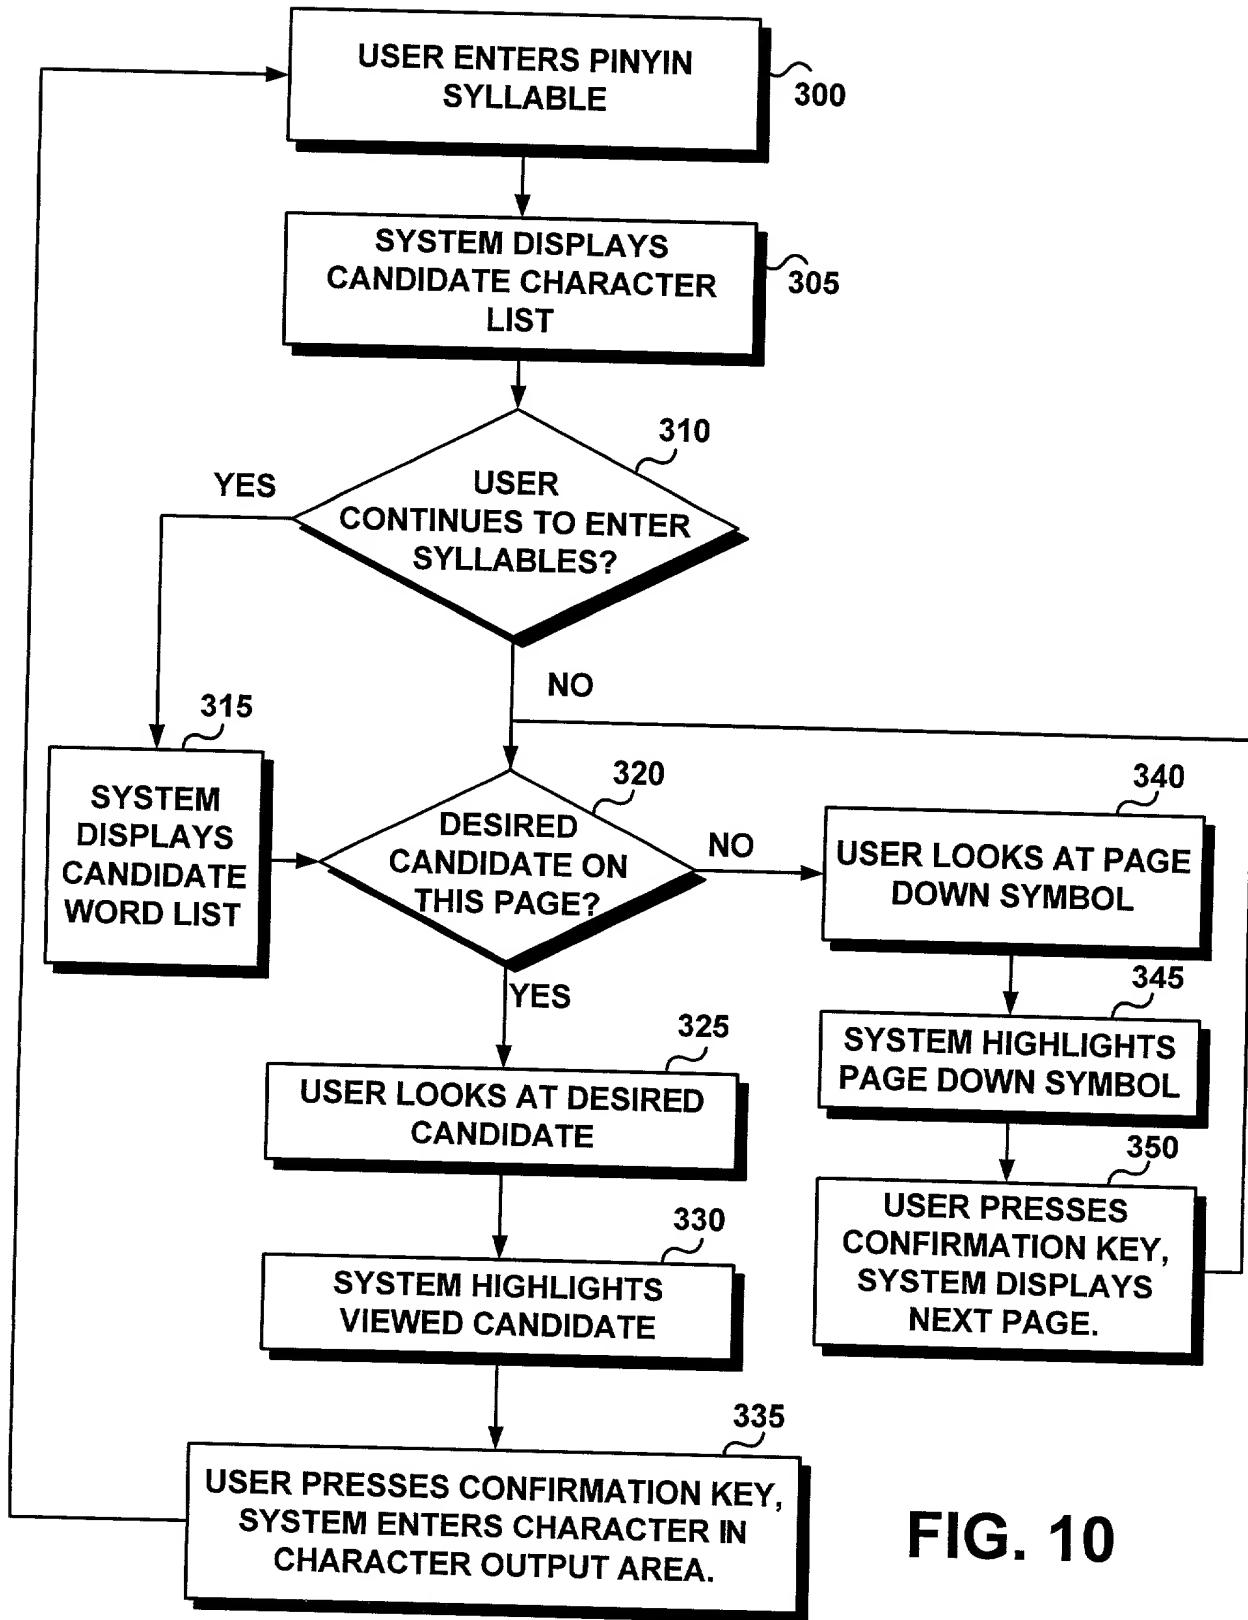 USER ENTERS PINYIN
SYLLABLE
300
SYSTEM DISPLAYS
CANDIDATE CHARACTER
LIST
305
310
YES
USER
CONTINUES TO ENTER
SYLLABLES?
NO
315
SYSTEM
DISPLAYS
CANDIDATE
WORD LIST
320
DESIRED
CANDIDATE ON
THIS PAGE?
NO
340
USER LOOKS AT PAGE
DOWN SYMBOL
YES
345
SYSTEM HIGHLIGHTS
PAGE DOWN SYMBOL
325
USER LOOKS AT DESIRED
CANDIDATE
350
USER PRESSES
CONFIRMATION KEY,
SYSTEM DISPLAYS
NEXT PAGE.
330
SYSTEM HIGHLIGHTS
VIEWED CANDIDATE
335
USER PRESSES CONFIRMATION KEY,
SYSTEM ENTERS CHARACTER IN
CHARACTER OUTPUT AREA.
FIG. 10